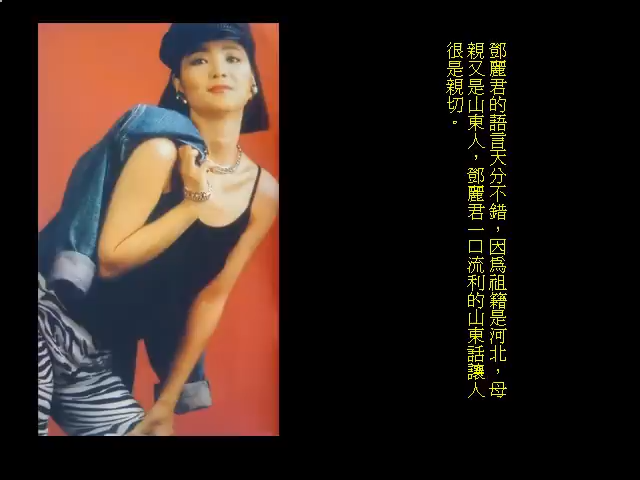 鄧麗君的語言天分不錯，因為祖籍是河北，母
親又是山東人，鄧麗君一口流利的山東話讓人
很是親切。